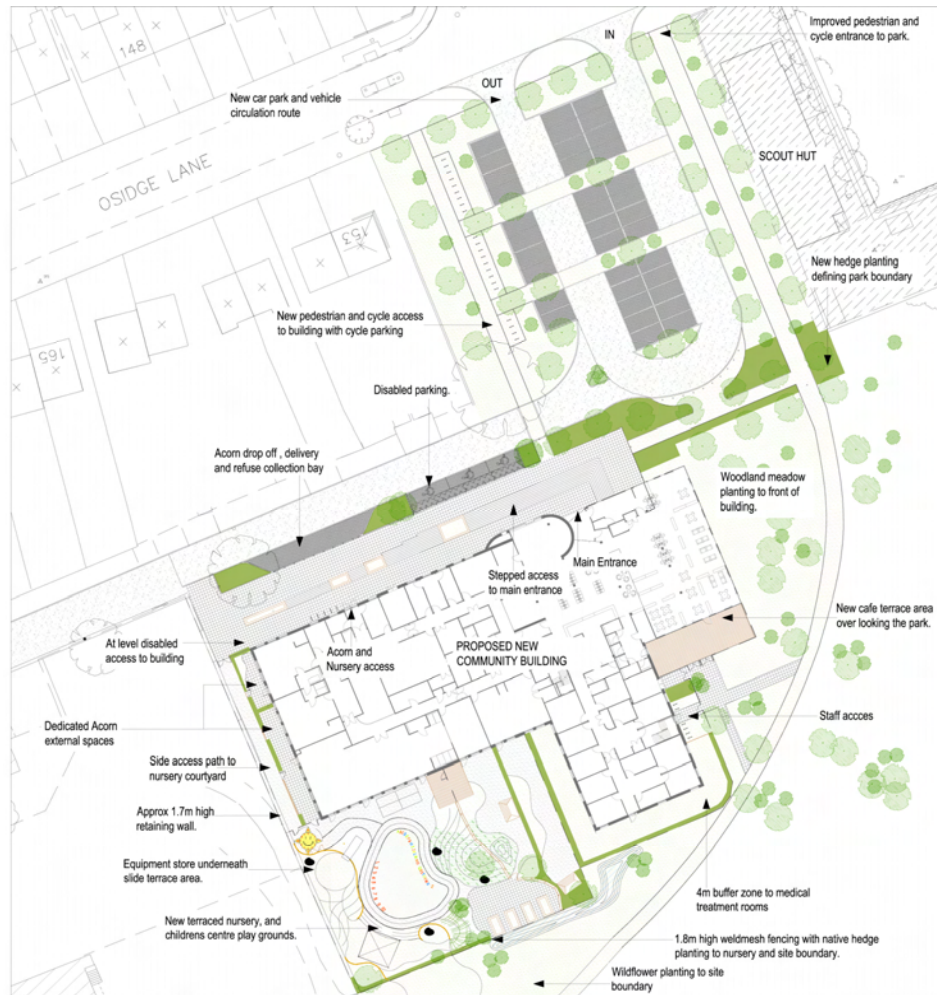 Improved pedestrian and
cycle entrance to park.
IN
148
OUT
New car park and vehicle
circulation route
SCOUT HUT
OSIDGE LANE
153
New hedge planting
defining park boundary
New pedestrian and cycle access
to building with cycle parking
165
Disabled parking.
Acorn drop off , delivery
and refuse collection bay
Woodland meadow
planting to front of
building.
Main Entrance
Stepped access
to main entrance
New cafe terrace area
over looking the park.
At level disabled
access to building
Acorn and
Nursery access
PROPOSED NEW
COMMUNITY BUILDING
Dedicated Acorn
external spaces
Staff accces
Side access path to
nursery courtyard
Approx 1.7m high
retaining wall.
Equipment store underneath
slide terrace area.
4m buffer zone to medical
treatment rooms
New terraced nursery, and
childrens centre play grounds.
1.8m high weldmesh fencing with native hedge
planting to nursery and site boundary.
Wildflower planting to site
boundary